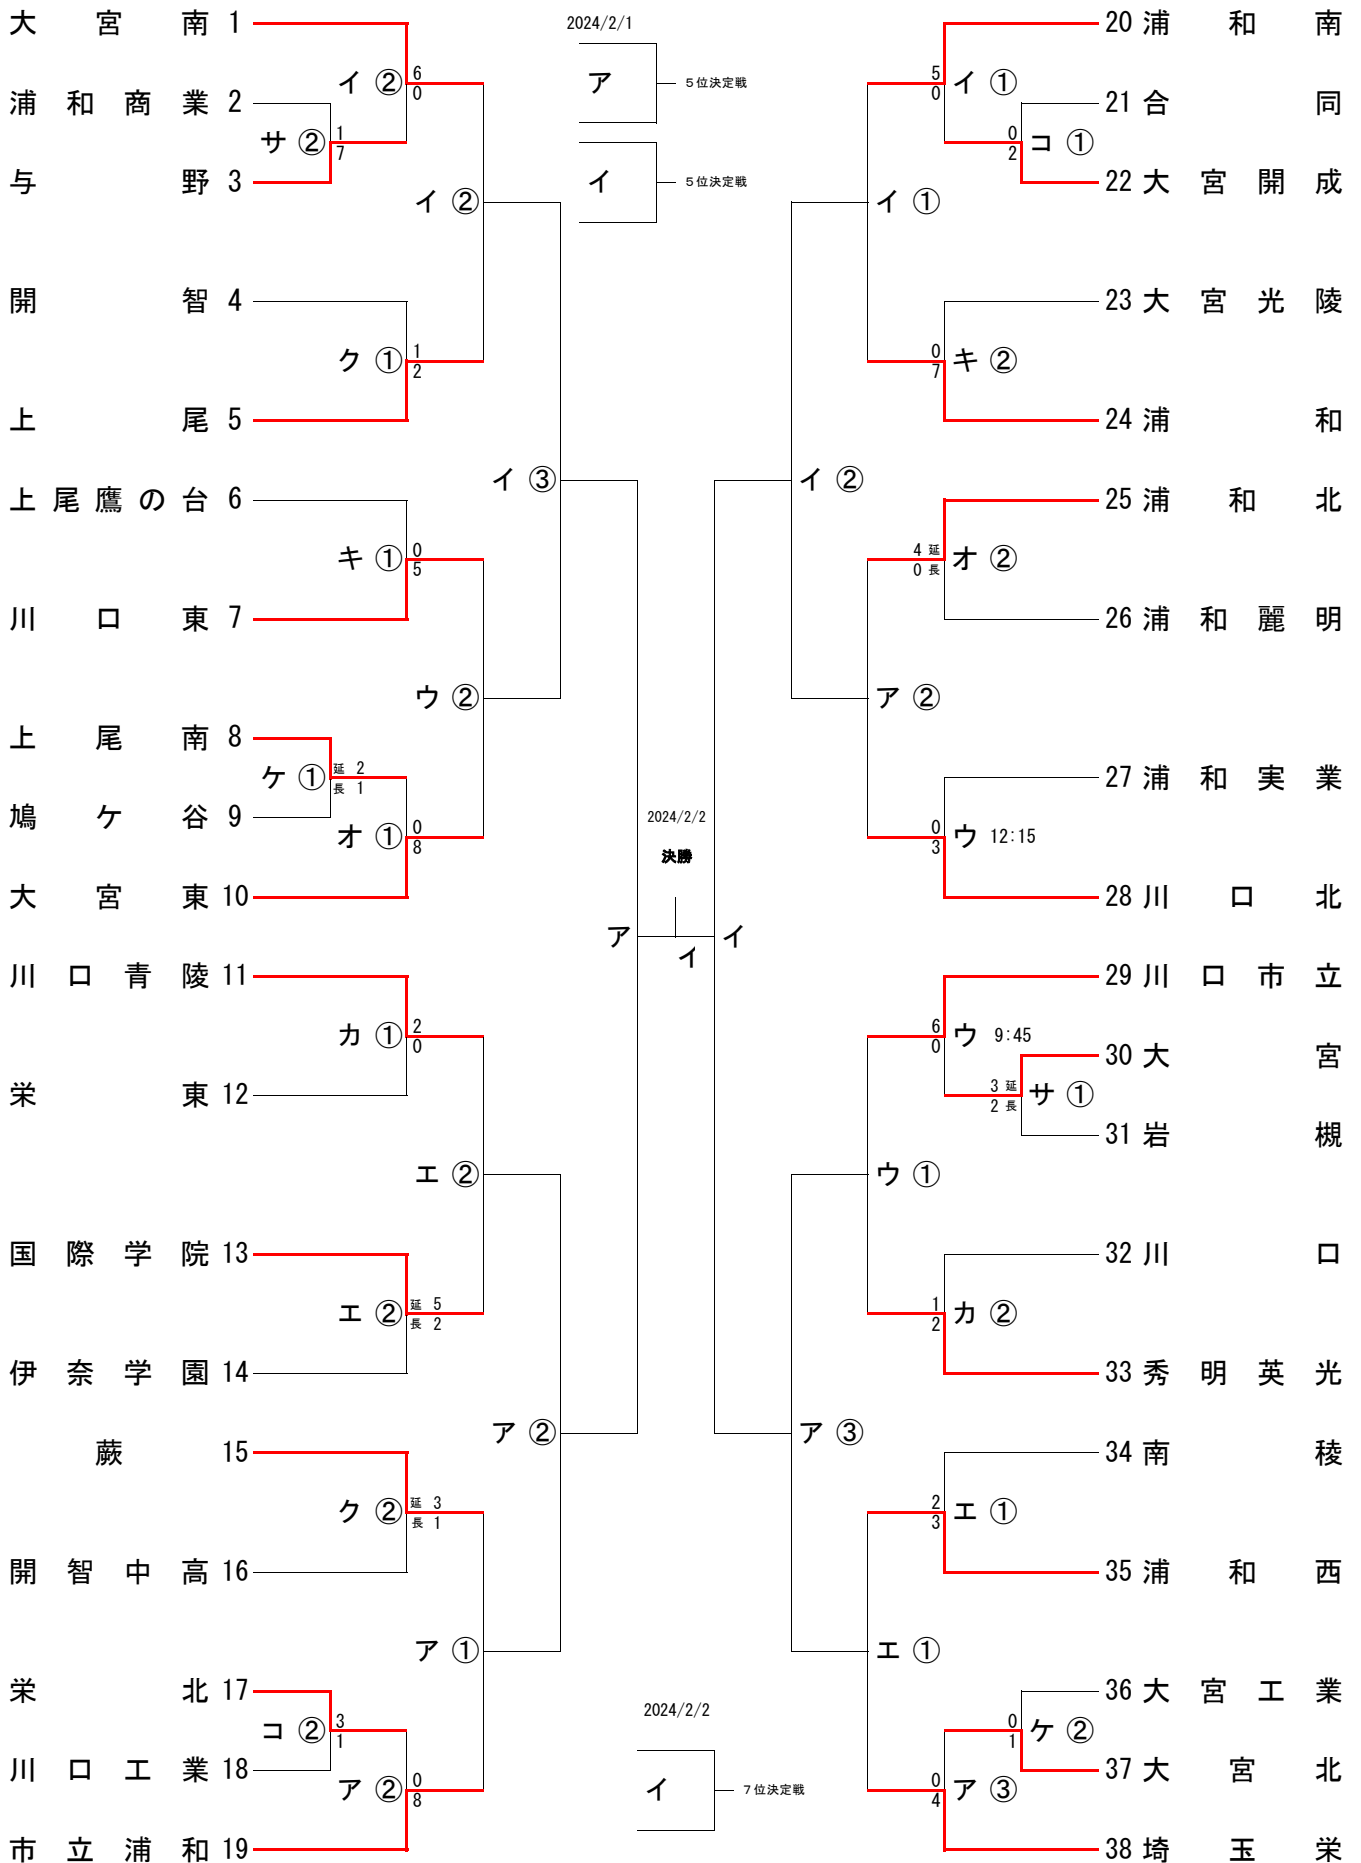 大宮南 1
イ ② 6 0
浦和商業 2
サ ② 1 7
与野 3
イ ②
開智 4
ク ① 1 2
上尾 5
イ ③
上尾鷹の台 6
キ ① 0 5
川口東 7
ウ ②
上尾南 8
ケ ① 延長 2 1
鳩ケ谷 9
オ ① 0 8
大宮東 10
ア
川口青陵 11
カ ① 2 0
栄東 12
エ ②
国際学院 13
エ ② 延長 5 2
伊奈学園 14
ア ②
蕨 15
ク ② 延長 3 1
開智中高 16
ア ①
栄北 17
コ ② 3 1
川口工業 18
ア ② 0 8
市立浦和 19
2024/2/1
ア 5位決定戦
イ 5位決定戦
2024/2/2
決勝
イ
2024/2/2
イ 7位決定戦
20 浦和南
5 0 イ ①
21 合同
0 2 コ ①
22 大宮開成
イ ①
23 大宮光陵
0 7 キ ②
24 浦和
イ ②
25 浦和北
4 0 延長 オ ②
26 浦和麗明
ア ②
27 浦和実業
0 3 ウ 12:15
28 川口北
イ
29 川口市立
6 0 ウ 9:45
30 大宮
3 2 延長 サ ①
31 岩槻
ウ ①
32 川口
1 2 カ ②
33 秀明英光
ア ③
34 南稜
2 3 エ ①
35 浦和西
エ ①
36 大宮工業
0 1 ケ ②
37 大宮北
0 4 ア ③
38 埼玉栄